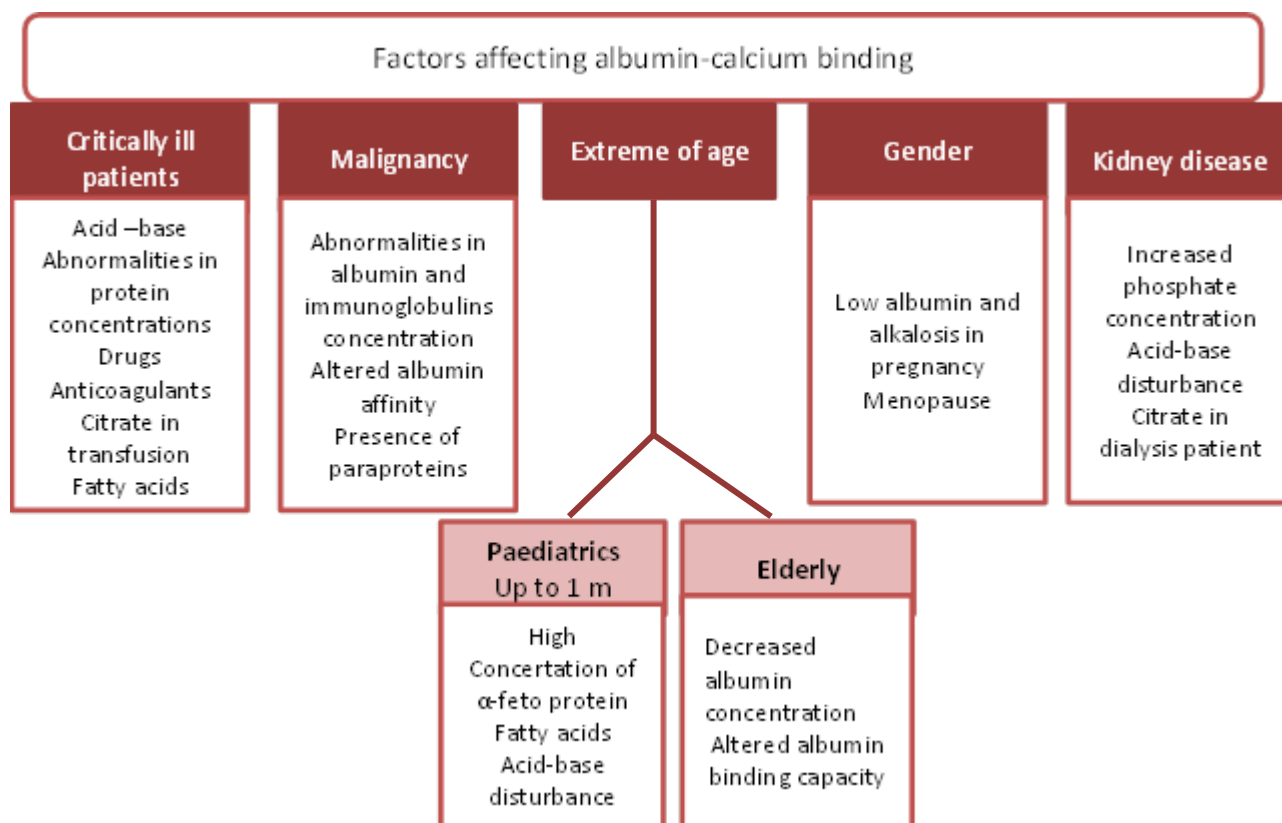 Factors affecting albumin-calcium binding
Critically ill
patients
Acid –base
Abnormalities in
protein
concentrations
Drugs
Anticoagulants
Citrate in
transfusion
Fatty acids
Malignancy
Abnormalities in
albumin and
immunoglobulins
concentration
Altered albumin
affinity
Presence of
paraproteins
Extreme of age
Gender
Low albumin and
alkalosis in
pregnancy
Menopause
Kidney disease
Increased
phosphate
concentration
Acid-base
disturbance
Citrate in
dialysis patient
Paediatrics
Up to 1 m
High
Concertation of
α-feto protein
Fatty acids
Acid-base
disturbance
Elderly
Decreased
albumin
concentration
Altered albumin
binding capacity